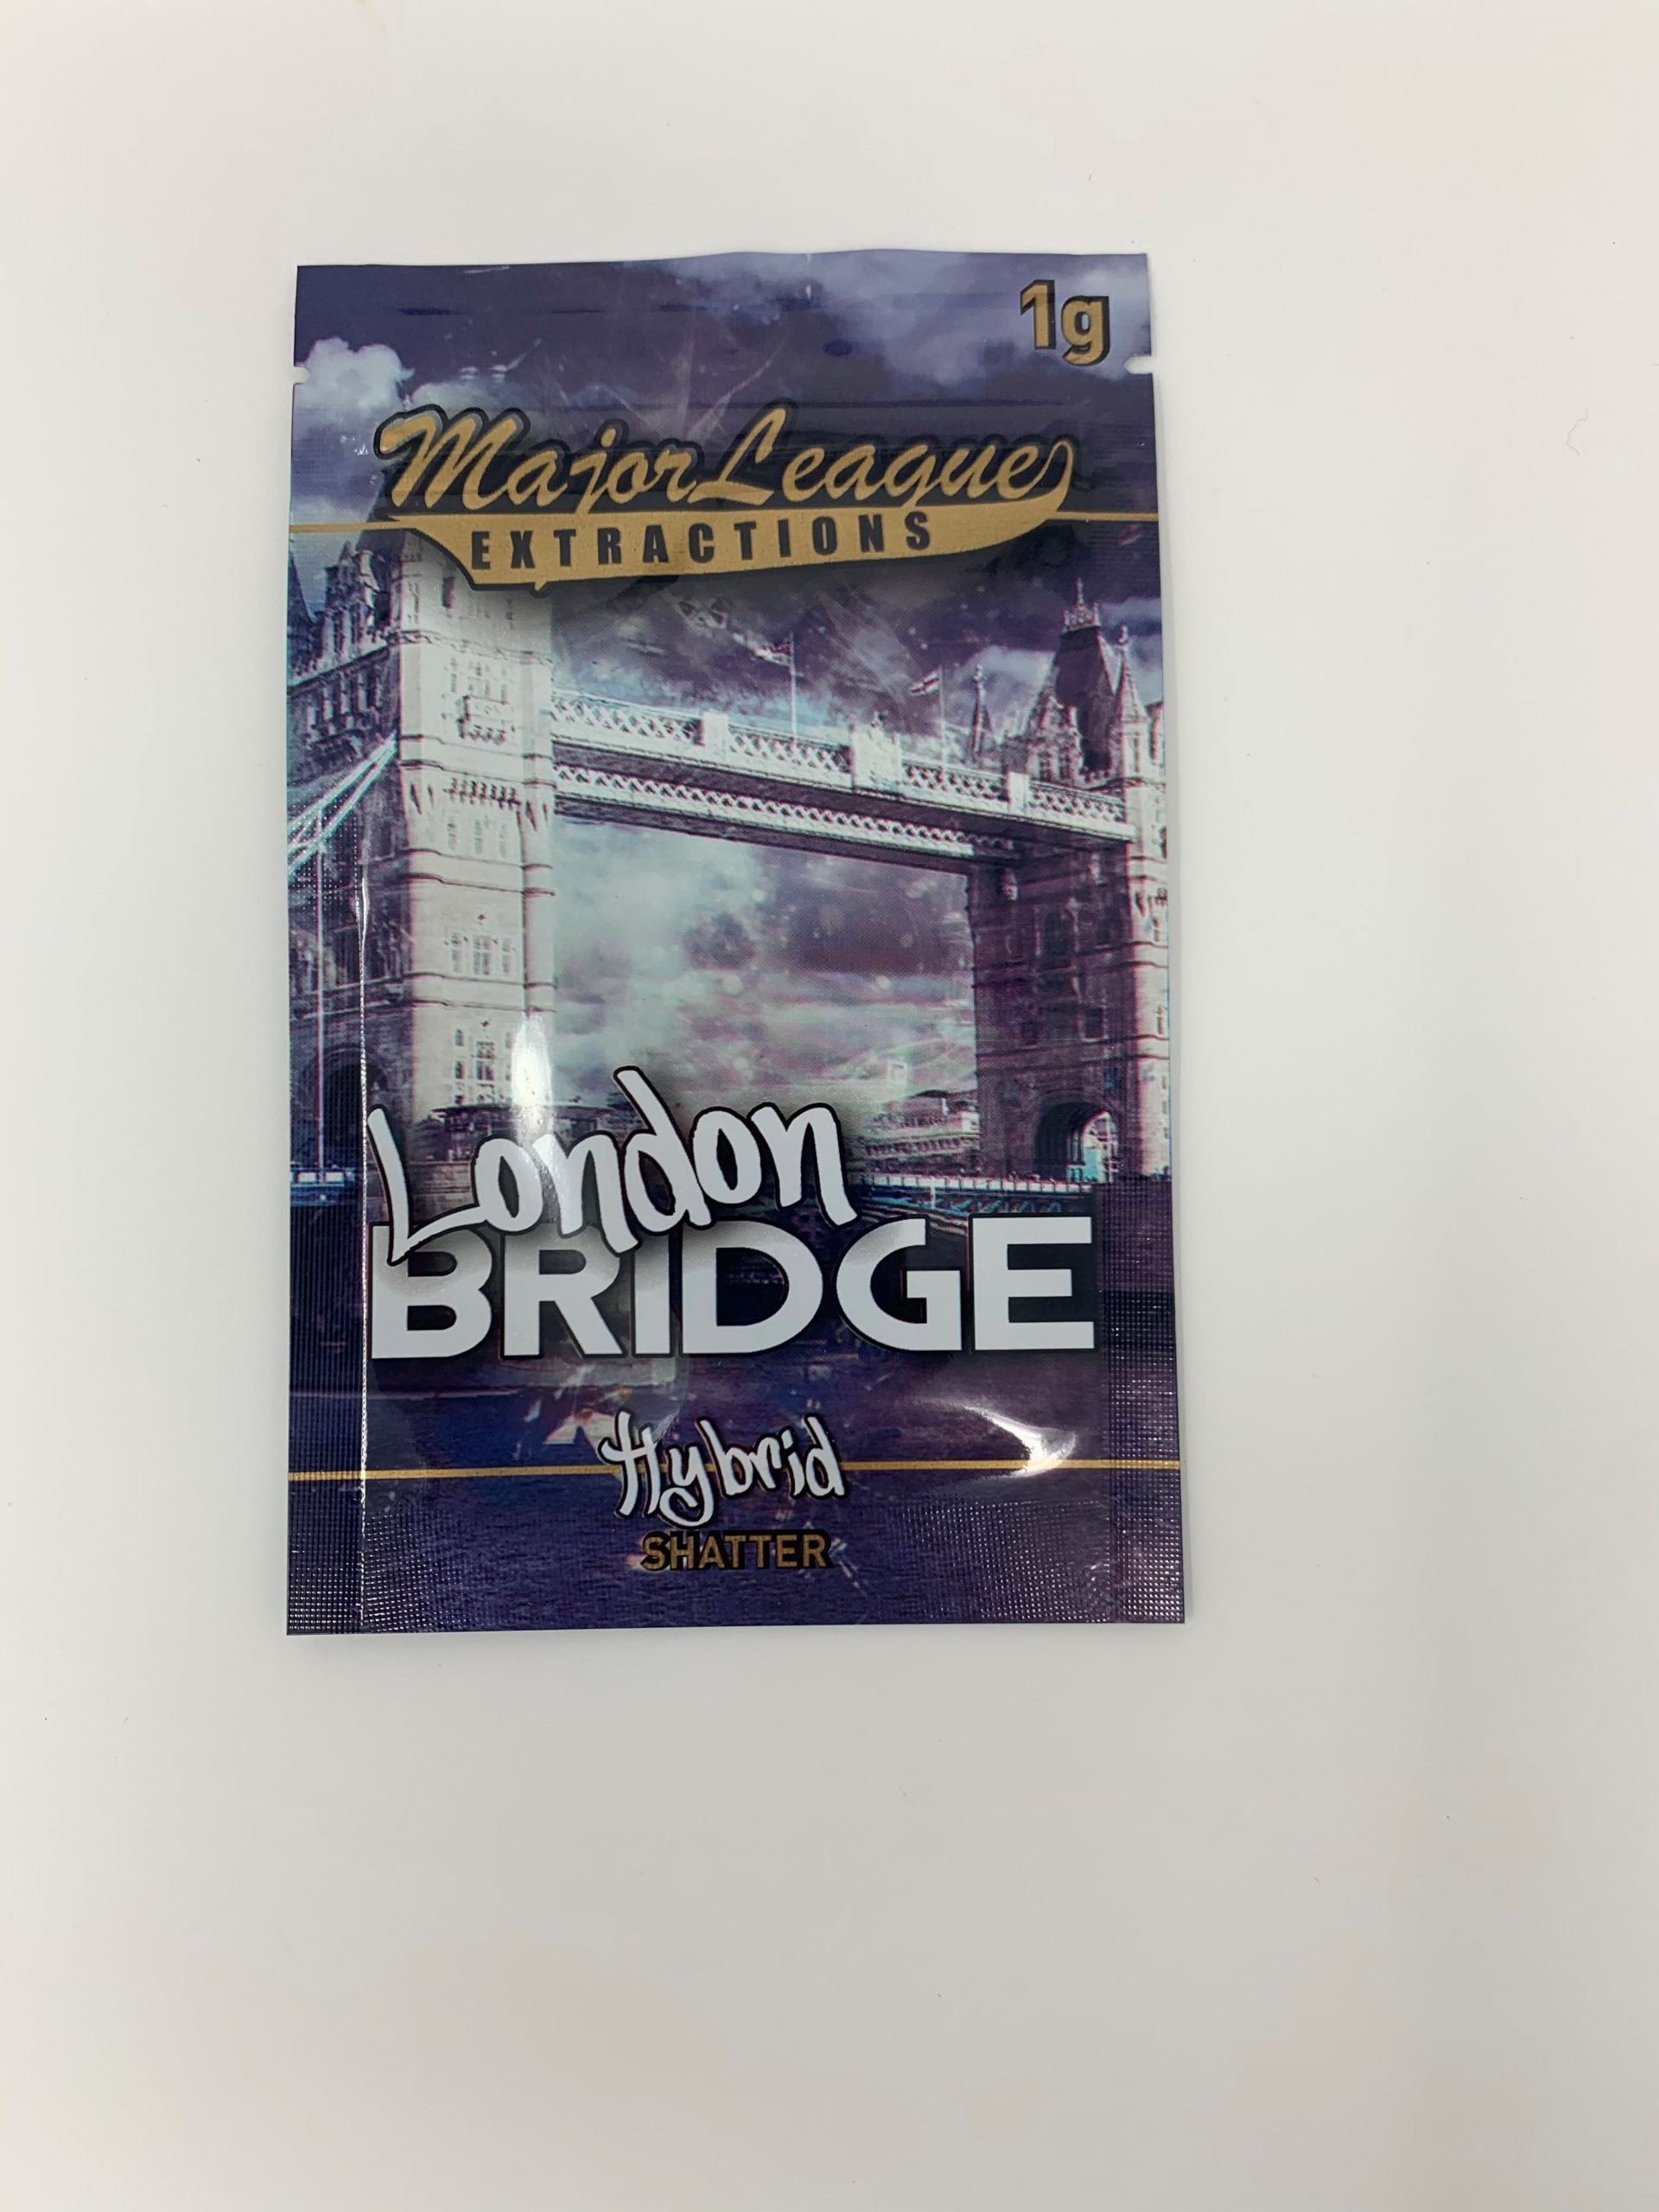 1g
Major League
EXTRACTIONS
London
BRIDGE
Hybrid
SHATTER